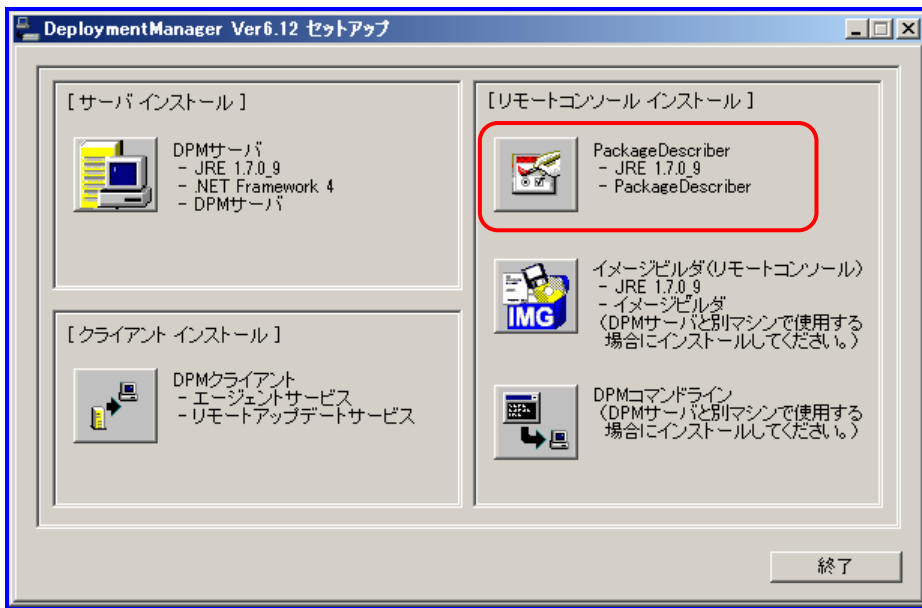 DeploymentManager Ver6.12 セットアップ
[ サーバ インストール ]
DPMサーバ
- JRE 1.7.0_9
- .NET Framework 4
- DPMサーバ
[ クライアント インストール ]
DPMクライアント
- エージェントサービス
- リモートアップデートサービス
[ リモートコンソール インストール ]
PackageDescriber
- JRE 1.7.0_9
- PackageDescriber
イメージビルダ(リモートコンソール)
- JRE 1.7.0_9
- イメージビルダ
(DPMサーバと別マシンで使用する
場合にインストールしてください。)
IMG
DPMコマンドライン
(DPMサーバと別マシンで使用する
場合にインストールしてください。)
終了